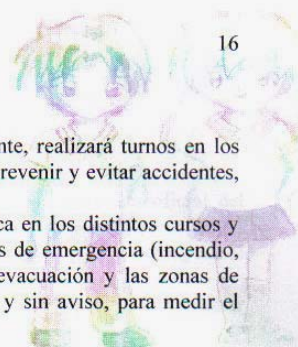 16
nte, realizará turnos en los
revenir y evitar accidentes,
ca en los distintos cursos y
s de emergencia (incendio,
evacuación y las zonas de
y sin aviso, para medir el